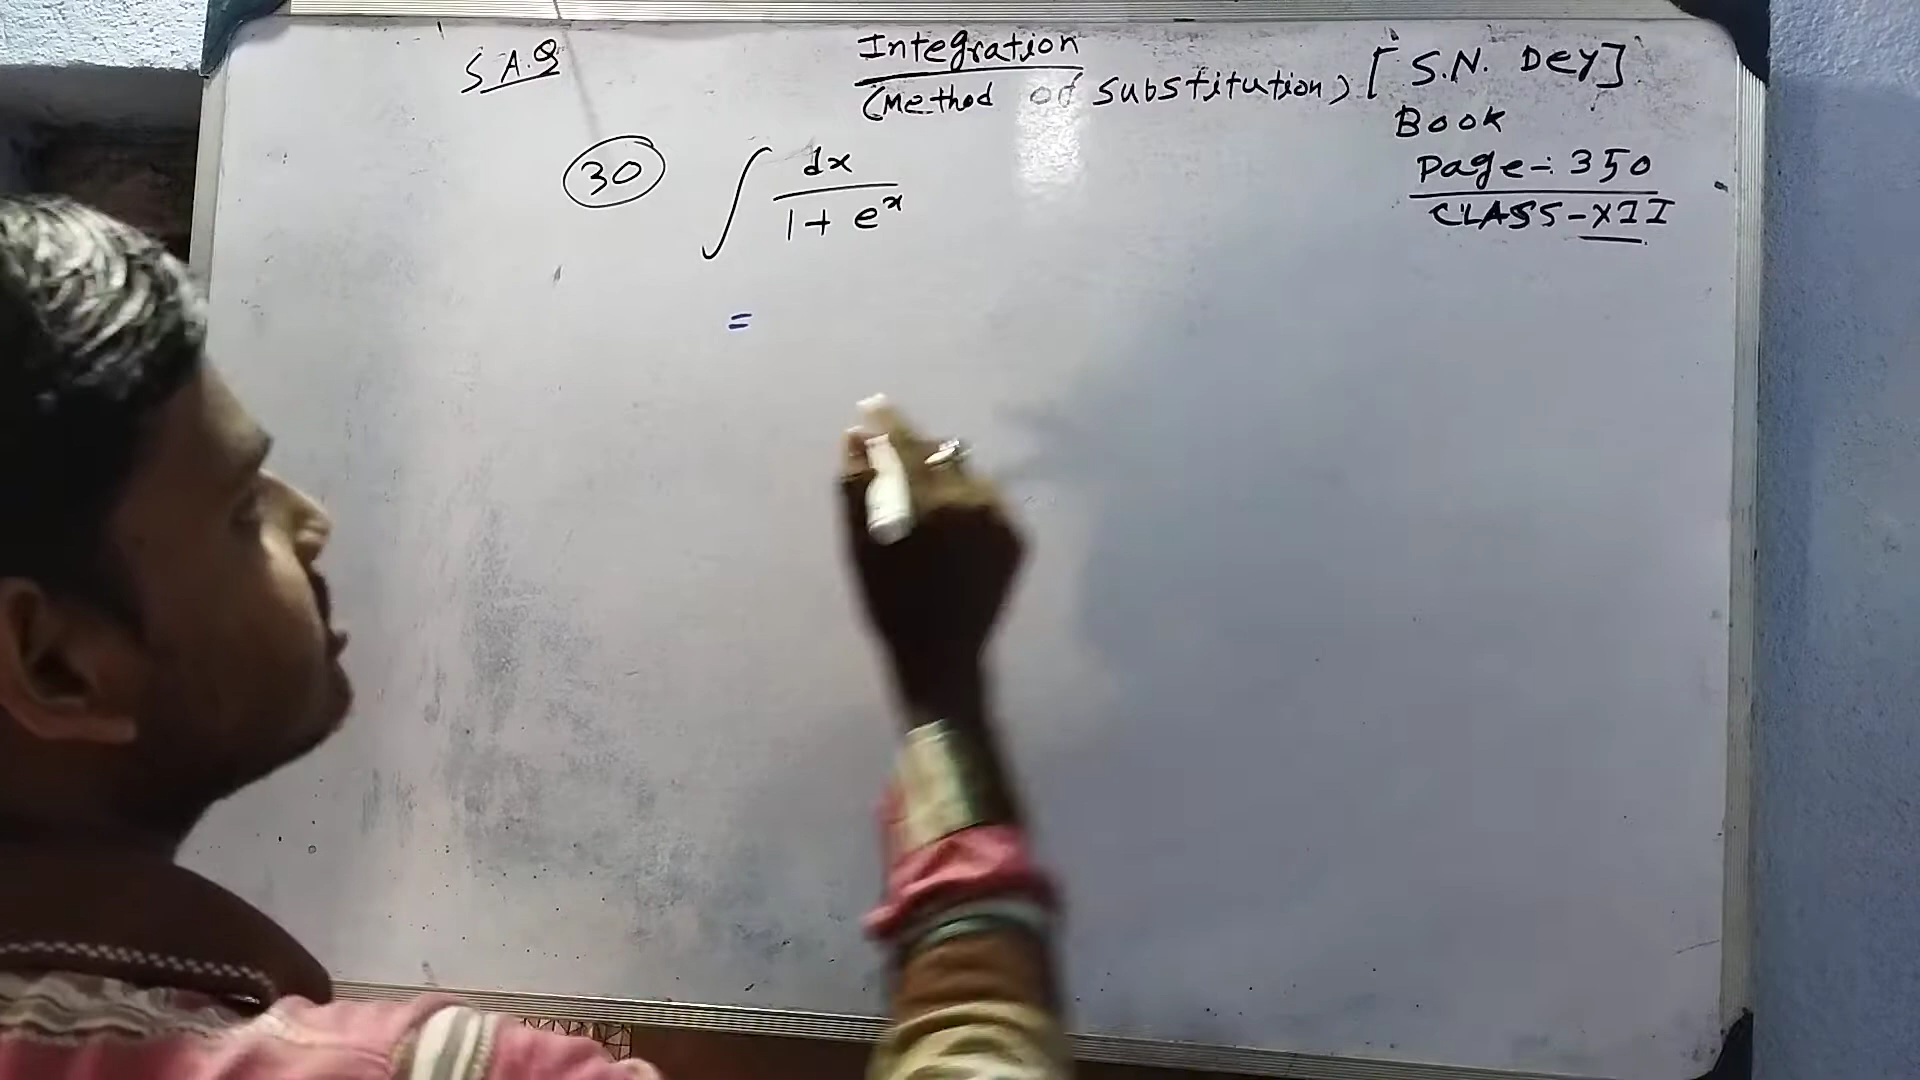 S.A.Q
Integration
(Method of Substitution) [S.N. Dey]
Book
Page-: 350
CLASS-XII
30 ∫ dx / 1 + e^x
=